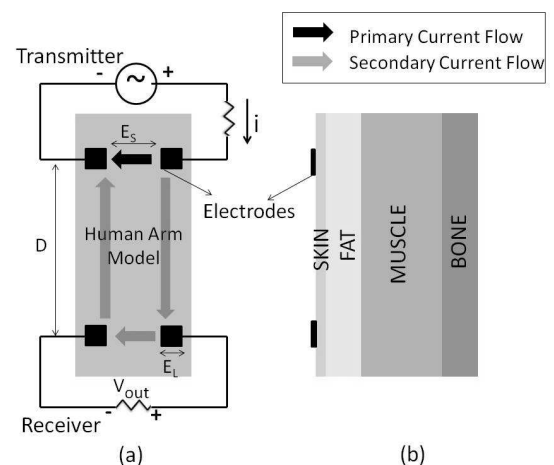 Transmitter
- ~ +
i
E_S
Electrodes
D
Human Arm
Model
E_L
V_out
- +
Receiver
(a)
Primary Current Flow
Secondary Current Flow
SKIN
FAT
MUSCLE
BONE
(b)